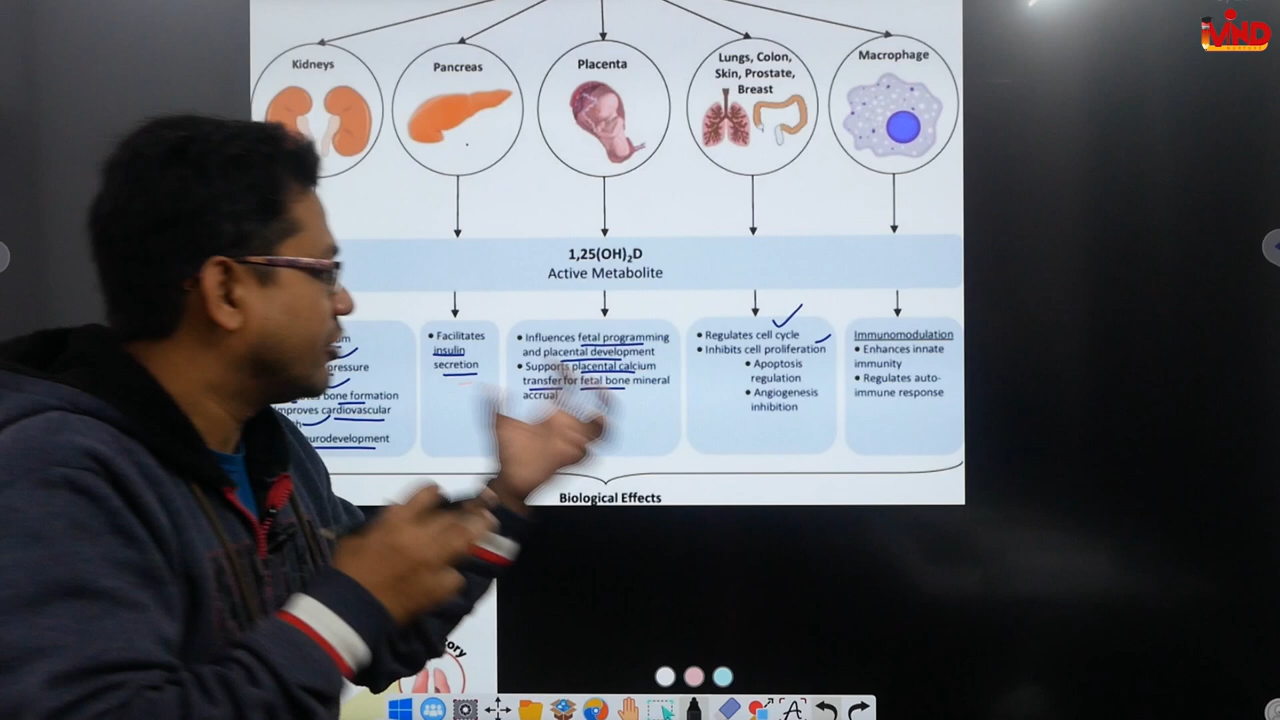 iVIND
Kidneys
Pancreas
Placenta
Lungs, Colon,
Skin, Prostate,
Breast
Macrophage
1,25(OH)₂D
Active Metabolite
pressure
bone formation
cardiovascular
• Facilitates
insulin
secretion
• Influences fetal programming
and placental development
• Supports placental calcium
transfer for fetal bone mineral
accrual
• Regulates cell cycle
• Inhibits cell proliferation
• Apoptosis
regulation
• Angiogenesis
inhibition
Immunomodulation
• Enhances innate
immunity
• Regulates auto-
immune response
Biological Effects